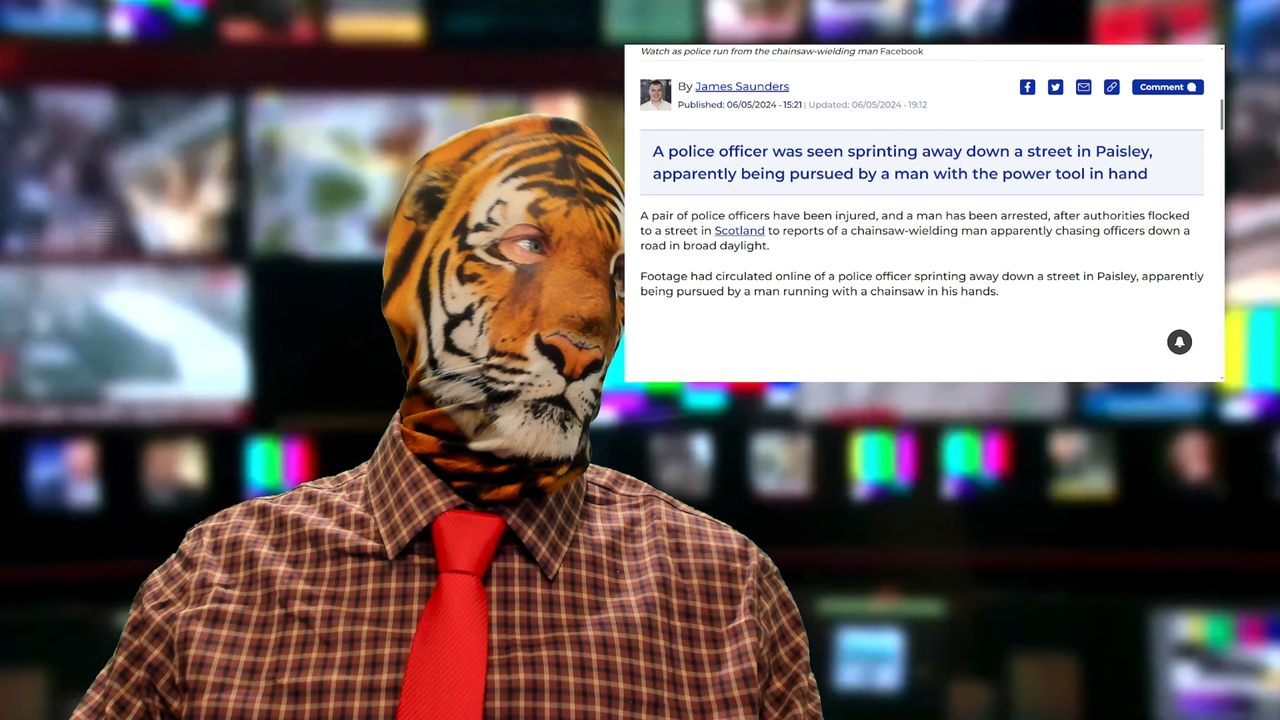 Watch as police run from the chainsaw-wielding man Facebook
By James Saunders
Comment
Published: 06/05/2024 - 15:21 | Updated: 06/05/2024 - 19:12
A police officer was seen sprinting away down a street in Paisley,
apparently being pursued by a man with the power tool in hand
A pair of police officers have been injured, and a man has been arrested, after authorities flocked
to a street in Scotland to reports of a chainsaw-wielding man apparently chasing officers down a
road in broad daylight.
Footage had circulated online of a police officer sprinting away down a street in Paisley, apparently
being pursued by a man running with a chainsaw in his hands.